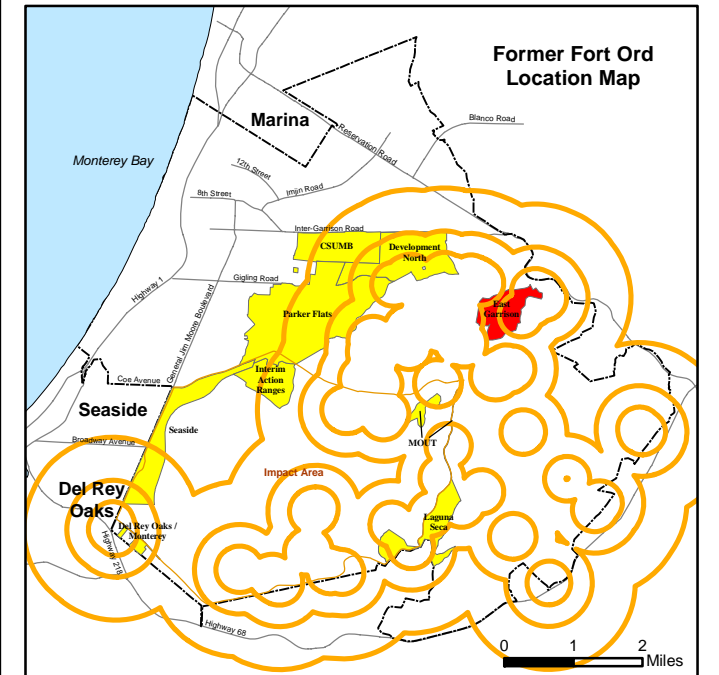 Former Fort Ord
Location Map
Marina
Blanco Road
Reservation Road
Monterey Bay
12th Street
Imjin Road
8th Street
Inter-Garrison Road
CSUMB
Development
North
Gigling Road
Highway 1
East
Garrison
Parker Flats
General Jim Moore Boulevard
Interim
Action
Ranges
Coe Avenue
Seaside
Seaside
Broadway Avenue
MOUT
Impact Area
Del Rey
Oaks
Laguna
Seca
Del Rey Oaks /
Monterey
Highway 218
Highway 68
0 1 2
Miles